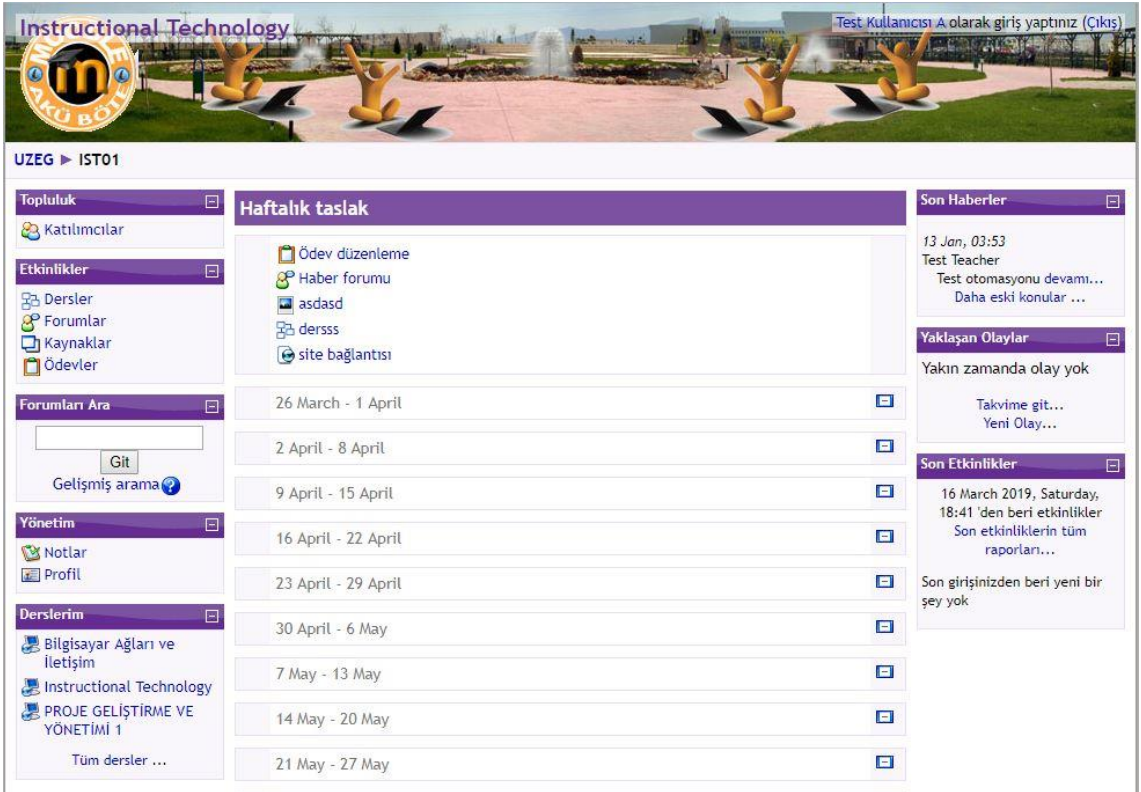 Instructional Technology
Test Kullanıcısı A olarak giriş yaptınız (Çıkış)
MOODLE
m
AKÜ BÖTE
UZEG ► IST01
Topluluk
Katılımcılar
Etkinlikler
Dersler
Forumlar
Kaynaklar
Ödevler
Forumları Ara
Git
Gelişmiş arama
Yönetim
Notlar
Profil
Derslerim
Bilgisayar Ağları ve
İletişim
Instructional Technology
PROJE GELİŞTİRME VE
YÖNETİMİ 1
Tüm dersler ...
Haftalık taslak
Ödev düzenleme
Haber forumu
asdasd
dersss
site bağlantısı
26 March - 1 April
2 April - 8 April
9 April - 15 April
16 April - 22 April
23 April - 29 April
30 April - 6 May
7 May - 13 May
14 May - 20 May
21 May - 27 May
Son Haberler
13 Jan, 03:53
Test Teacher
Test otomasyonu devamı...
Daha eski konular ...
Yaklaşan Olaylar
Yakın zamanda olay yok
Takvime git...
Yeni Olay...
Son Etkinlikler
16 March 2019, Saturday,
18:41 'den beri etkinlikler
Son etkinliklerin tüm
raporları...
Son girişinizden beri yeni bir
şey yok